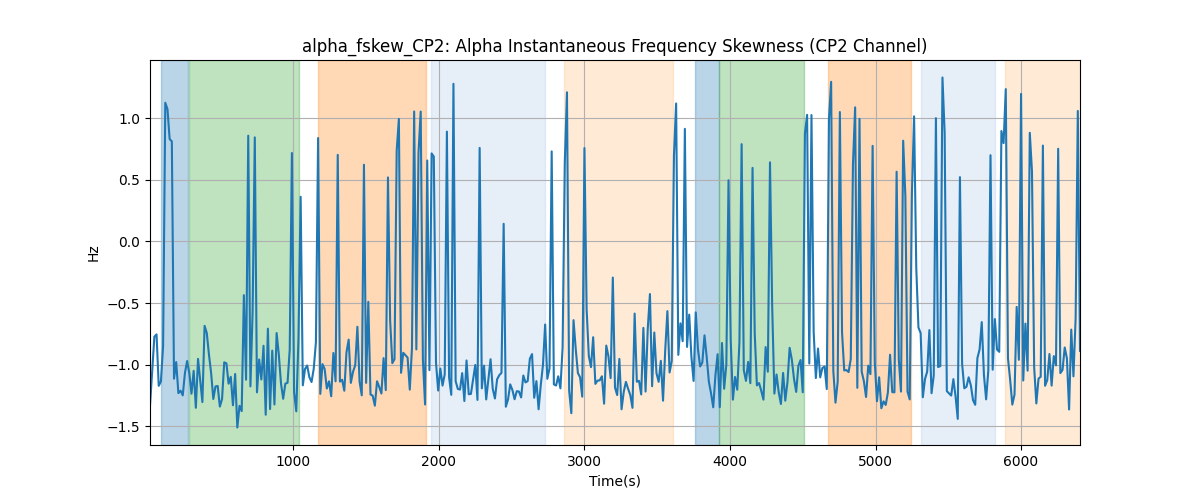 alpha_fskew_CP2: Alpha Instantaneous Frequency Skewness (CP2 Channel)
1.0
0.5
0.0
−0.5
−1.0
−1.5
Hz
1000 2000 3000 4000 5000 6000
Time(s)